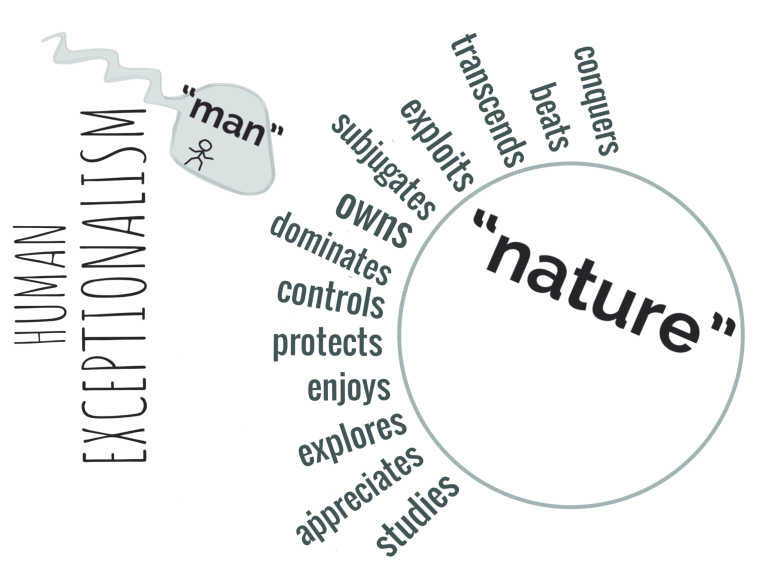 HUMAN
EXCEPTIONALISM
"man"
conquers
beats
transcends
exploits
subjugates
owns
dominates
controls
protects
enjoys
explores
appreciates
studies
"nature"